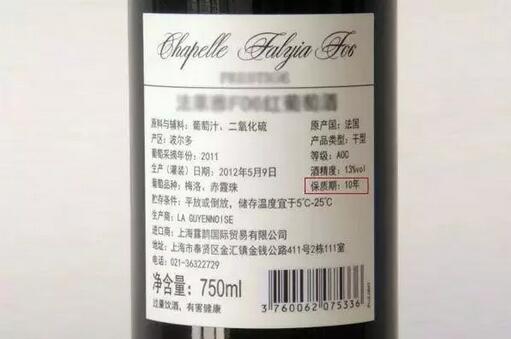 Chapelle Falzia F06
PRESTIGE
F06红葡萄酒
原料与辅料：葡萄汁、二氧化硫 原产国：法国
产区：波尔多 产品类型：干型
葡萄采摘年份：2011 等级：AOC
生产（灌装）日期：2012年5月9日 酒精度：13%vol
葡萄品种：梅洛、赤霞珠 保质期：10年
贮存条件：平放或倒放，储存温度宜于5℃-25℃
生产商：LA GUYENNOISE
进口商：上海露韵国际贸易有限公司
地址：上海市奉贤区金汇镇金钱公路411号2栋111室
电话：021-36322729
净含量：750ml
过量饮酒，有害健康
3 760062 075336